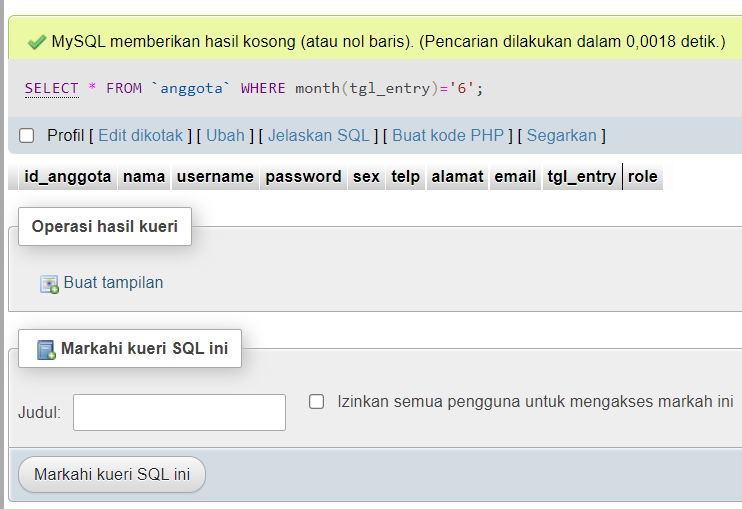 MySQL memberikan hasil kosong (atau nol baris). (Pencarian dilakukan dalam 0,0018 detik.)
SELECT * FROM `anggota` WHERE month(tgl_entry)='6';
Profil [ Edit dikotak ] [ Ubah ] [ Jelaskan SQL ] [ Buat kode PHP ] [ Segarkan ]
id_anggota nama username password sex telp alamat email tgl_entry role
Operasi hasil kueri
Buat tampilan
Markahi kueri SQL ini
Judul: Izinkan semua pengguna untuk mengakses markah ini
Markahi kueri SQL ini